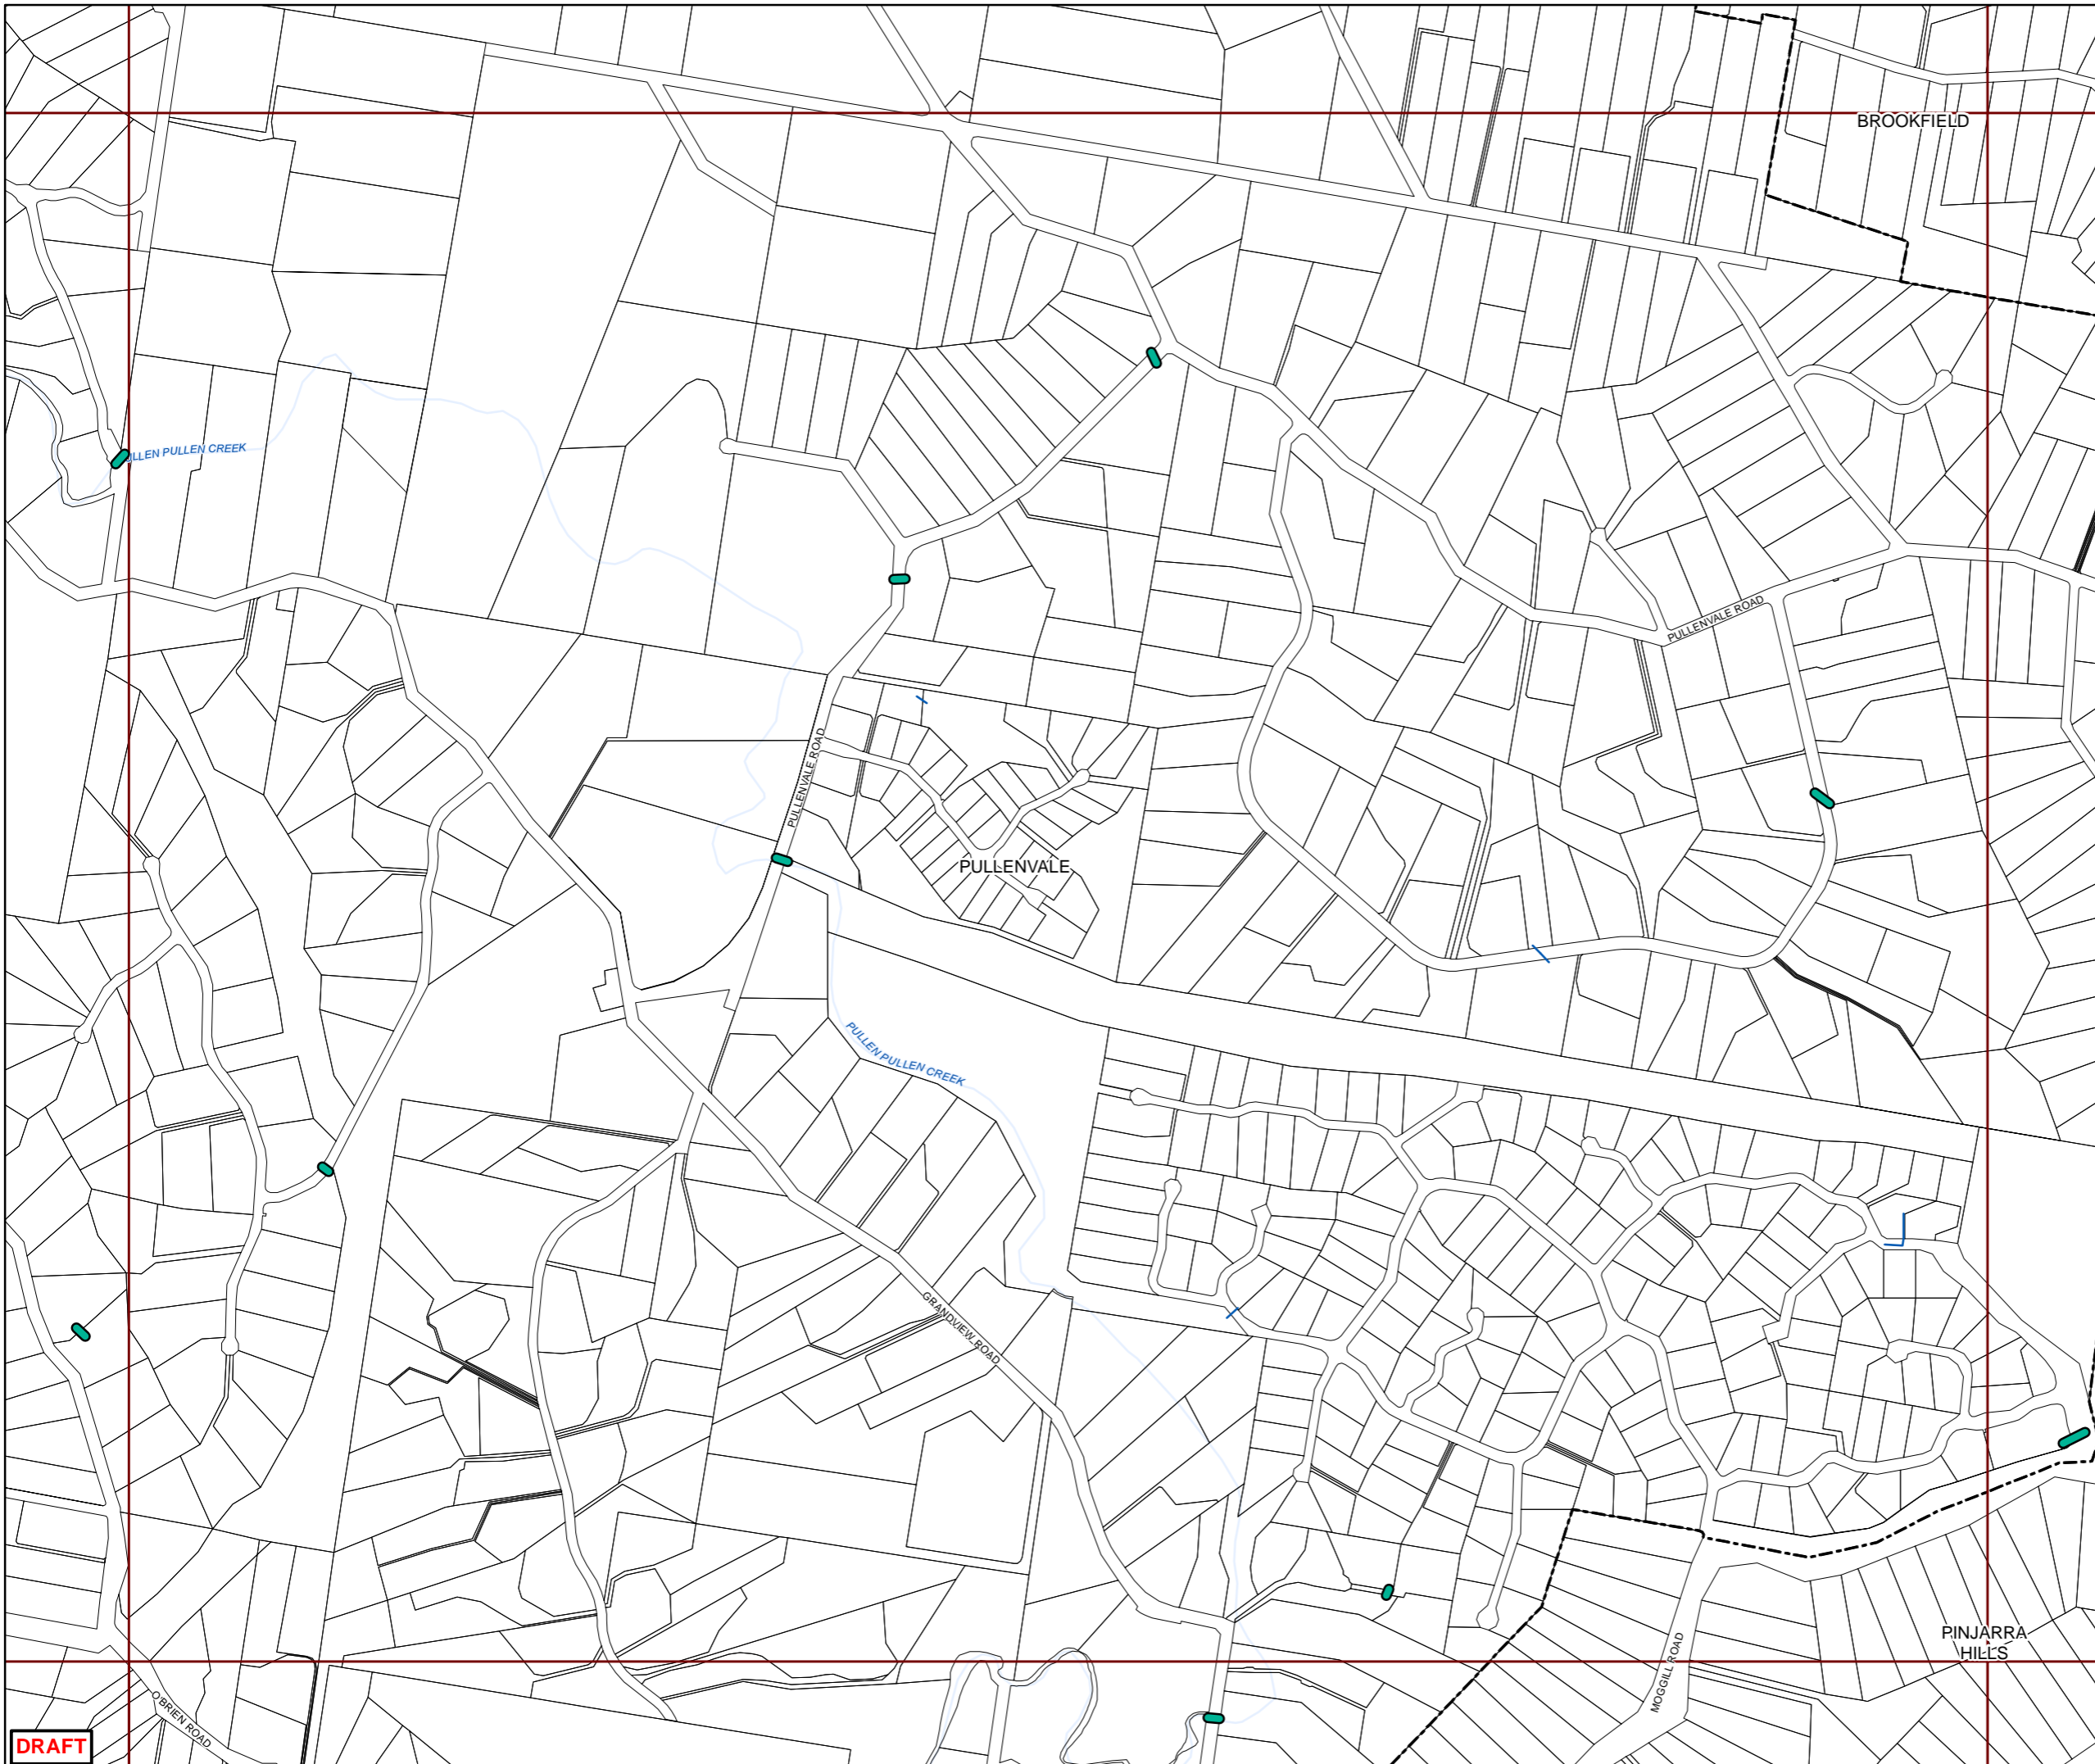 BROOKFIELD
LLEN PULLEN CREEK
PULLENVALE ROAD
PULLENVALE ROAD
PULLENVALE
PULLEN PULLEN CREEK
GRANDVIEW ROAD
PINJARRA
HILLS
MOGGILL ROAD
O'BRIEN ROAD
DRAFT